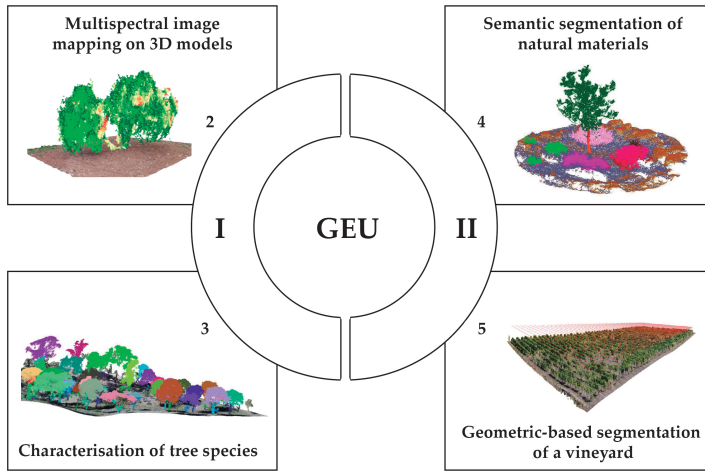 Multispectral image
mapping on 3D models
2
Semantic segmentation of
natural materials
4
I
GEU
II
3
Characterisation of tree species
5
Geometric-based segmentation
of a vineyard